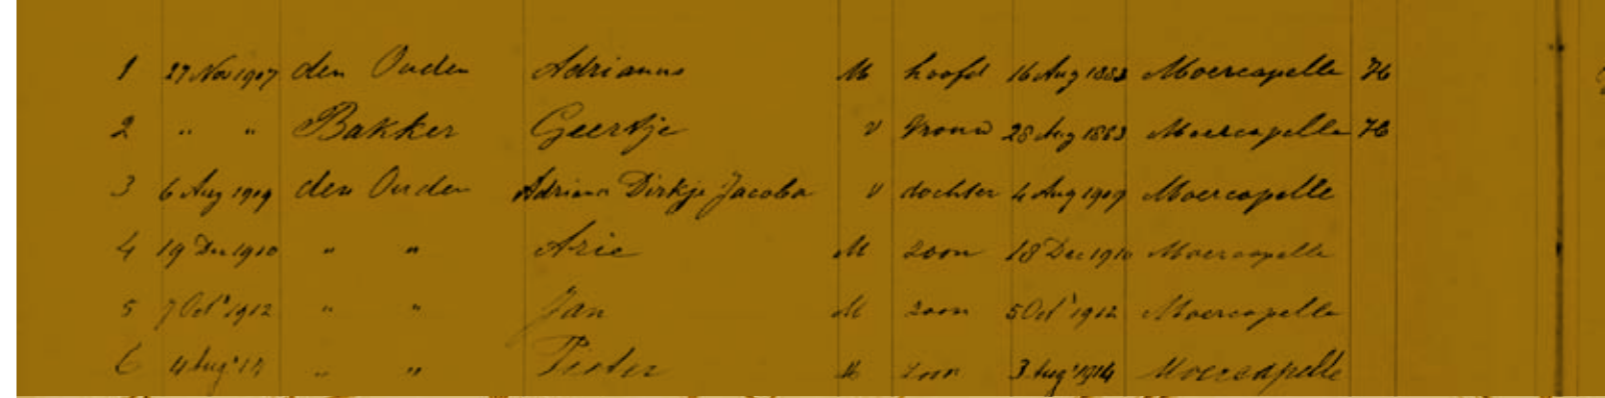 1 27 Nov 1907 den Ouden Adrianus M hoofd 16 Aug 1883 Moercapelle H
2 " " Bakker Geertje V Vrouw 28 Aug 1883 Moercapelle H
3 6 Aug 1909 den Ouden Adriana Dirkje Jacoba V dochter 4 Aug 1909 Moercapelle
4 19 Dec 1910 " " Arie M zoon 18 Dec 1910 Moercapelle
5 7 Oct 1912 " " Jan M zoon 5 Oct 1912 Moercapelle
6 4 Aug " " Pieter M zoon 3 Aug 1914 Moercapelle